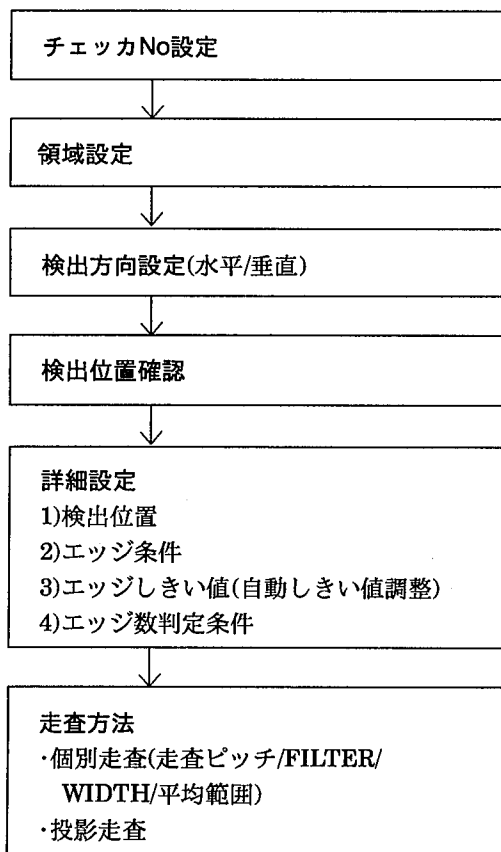 チェッカNo設定
領域設定
検出方向設定(水平/垂直)
検出位置確認
詳細設定
1)検出位置
2)エッジ条件
3)エッジしきい値(自動しきい値調整)
4)エッジ数判定条件
走査方法
・個別走査(走査ピッチ/FILTER/
WIDTH/平均範囲)
・投影走査